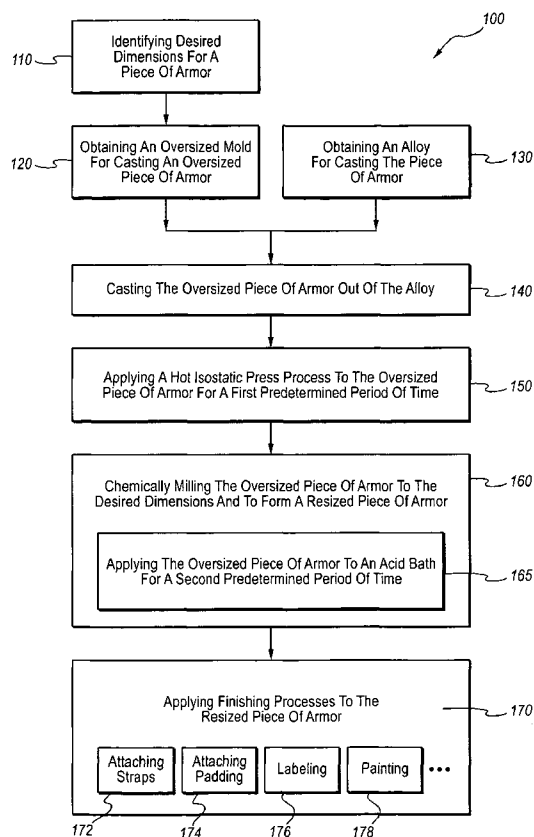 100
110
Identifying Desired
Dimensions For A
Piece Of Armor
120
Obtaining An Oversized Mold
For Casting An Oversized
Piece Of Armor
Obtaining An Alloy
For Casting The Piece
Of Armor
130
Casting The Oversized Piece Of Armor Out Of The Alloy
140
Applying A Hot Isostatic Press Process To The Oversized
Piece Of Armor For A First Predetermined Period Of Time
150
Chemically Milling The Oversized Piece Of Armor To The
Desired Dimensions And To Form A Resized Piece Of Armor
160
Applying The Oversized Piece Of Armor To An Acid Bath
For A Second Predetermined Period Of Time
165
Applying Finishing Processes To The
Resized Piece Of Armor
170
Attaching
Straps
Attaching
Padding
Labeling
Painting
•••
172
174
176
178